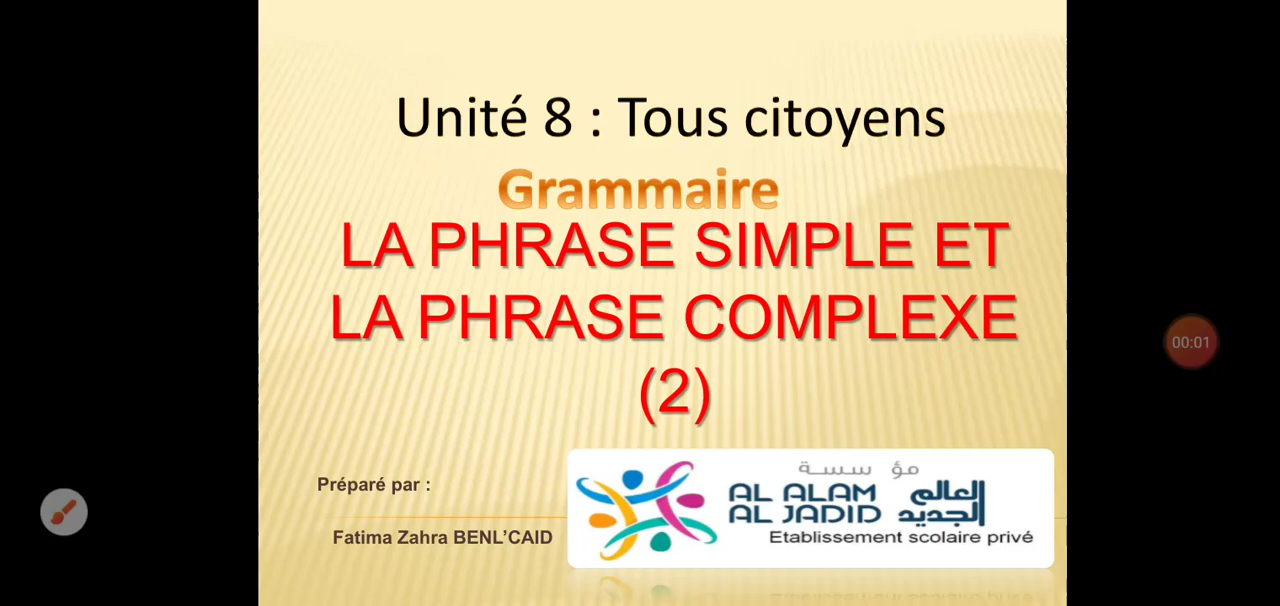 Unité 8 : Tous citoyens
Grammaire
LA PHRASE SIMPLE ET
LA PHRASE COMPLEXE
(2)
Préparé par :
Fatima Zahra BENL’CAID
مؤسسة
AL ALAM العالم
AL JADID الجديد
Etablissement scolaire privé
00:01